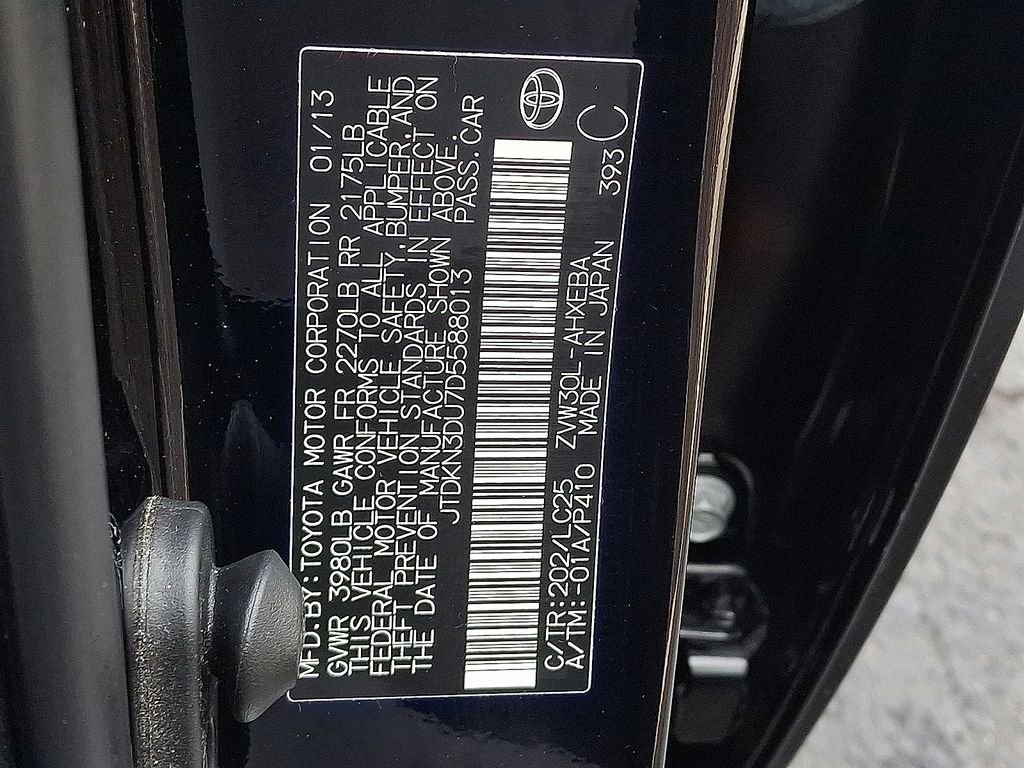 MFD.BY:TOYOTA MOTOR CORPORATION 01/13
GVWR 3980LB GAWR FR 2270LB RR 2175LB
THIS VEHICLE CONFORMS TO ALL APPLICABLE
FEDERAL MOTOR VEHICLE SAFETY,BUMPER,AND
THEFT PREVENTION STANDARDS IN EFFECT ON
THE DATE OF MANUFACTURE SHOWN ABOVE.
JTDKN3DU7D5588013 PASS.CAR
C/TR:202/LC25 ZVW30L-AHXEBA
A/TM:-01A/P410 MADE IN JAPAN 393 C